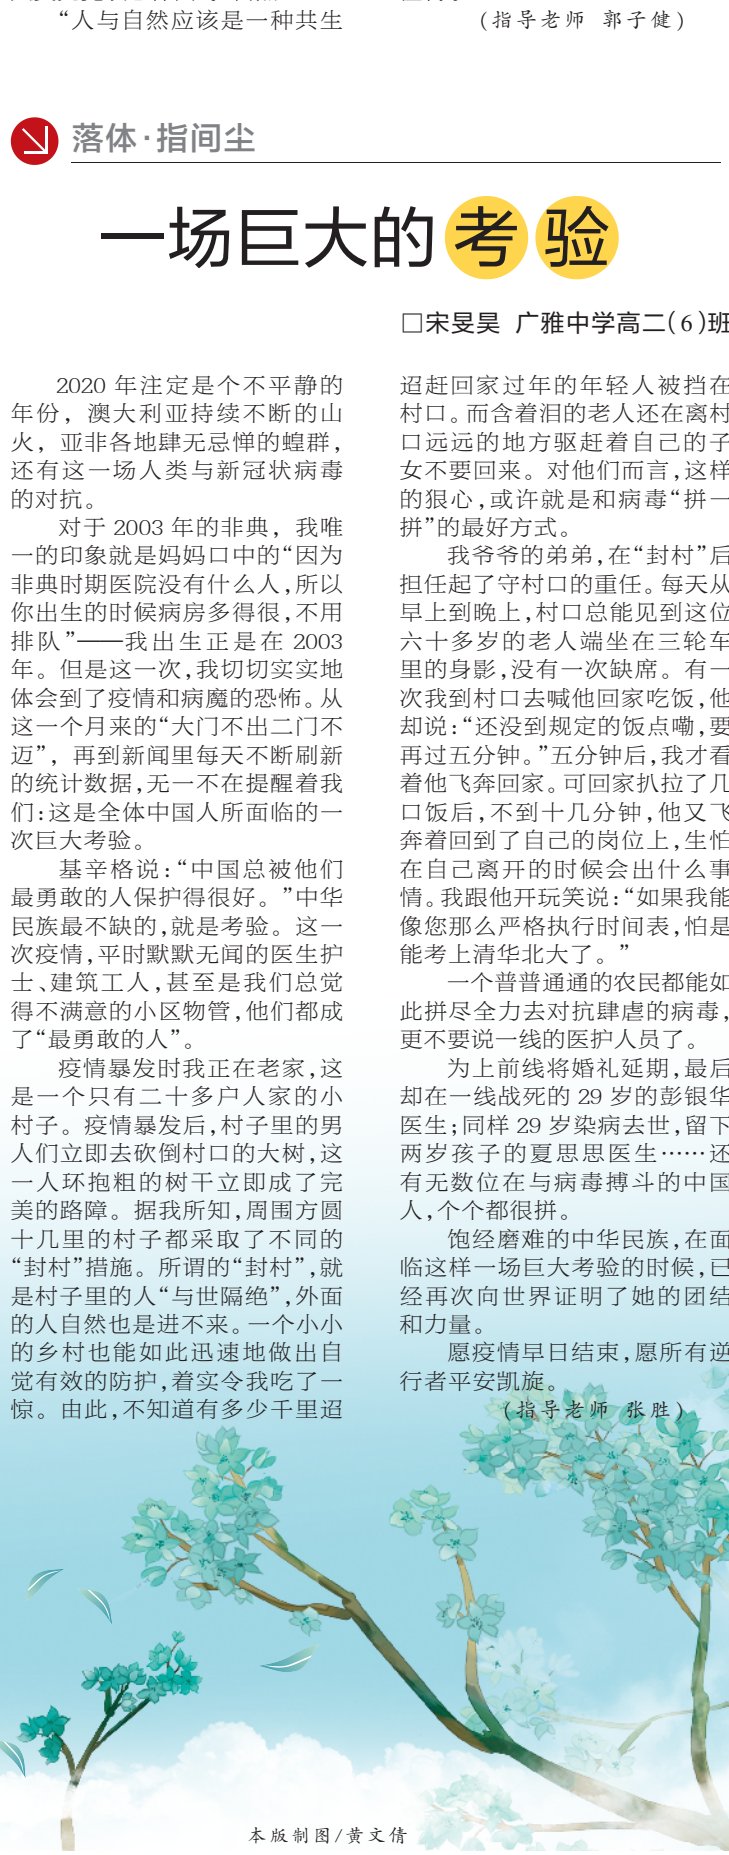 “人与自然应该是一种共生
(指导老师 郭子健)
落体·指间尘
一场巨大的考验
□宋旻昊 广雅中学高二(6)班
2020 年注定是个不平静的
年份，澳大利亚持续不断的山
火，亚非各地肆无忌惮的蝗群，
还有这一场人类与新冠状病毒
的对抗。
对于 2003 年的非典，我唯
一的印象就是妈妈口中的“因为
非典时期医院没有什么人,所以
你出生的时候病房多得很,不用
排队”——我出生正是在 2003
年。但是这一次,我切切实实地
体会到了疫情和病魔的恐怖。从
这一个月来的“大门不出二门不
迈”，再到新闻里每天不断刷新
的统计数据,无一不在提醒着我
们:这是全体中国人所面临的一
次巨大考验。
基辛格说:“中国总被他们
最勇敢的人保护得很好。”中华
民族最不缺的,就是考验。这一
次疫情,平时默默无闻的医生护
士、建筑工人,甚至是我们总觉
得不满意的小区物管,他们都成
了“最勇敢的人”。
疫情暴发时我正在老家,这
是一个只有二十多户人家的小
村子。疫情暴发后,村子里的男
人们立即去砍倒村口的大树,这
一人环抱粗的树干立即成了完
美的路障。据我所知,周围方圆
十几里的村子都采取了不同的
“封村”措施。所谓的“封村”,就
是村子里的人“与世隔绝”,外面
的人自然也是进不来。一个小小
的乡村也能如此迅速地做出自
觉有效的防护,着实令我吃了一
惊。由此,不知道有多少千里迢
迢赶回家过年的年轻人被挡在
村口。而含着泪的老人还在离村
口远远的地方驱赶着自己的子
女不要回来。对他们而言,这样
的狠心,或许就是和病毒“拼一
拼”的最好方式。
我爷爷的弟弟,在“封村”后
担任起了守村口的重任。每天从
早上到晚上,村口总能见到这位
六十多岁的老人端坐在三轮车
里的身影,没有一次缺席。有一
次我到村口去喊他回家吃饭,他
却说:“还没到规定的饭点嘞,要
再过五分钟。”五分钟后,我才看
着他飞奔回家。可回家扒拉了几
口饭后,不到十几分钟,他又飞
奔着回到了自己的岗位上,生怕
在自己离开的时候会出什么事
情。我跟他开玩笑说:“如果我能
像您那么严格执行时间表,怕是
能考上清华北大了。”
一个普普通通的农民都能如
此拼尽全力去对抗肆虐的病毒,
更不要说一线的医护人员了。
为上前线将婚礼延期,最后
却在一线战死的 29 岁的彭银华
医生;同样 29 岁染病去世,留下
两岁孩子的夏思思医生……还
有无数位在与病毒搏斗的中国
人,个个都很拼。
饱经磨难的中华民族,在面
临这样一场巨大考验的时候,已
经再次向世界证明了她的团结
和力量。
愿疫情早日结束,愿所有逆
行者平安凯旋。
(指导老师 张胜)
本版制图/黄文倩